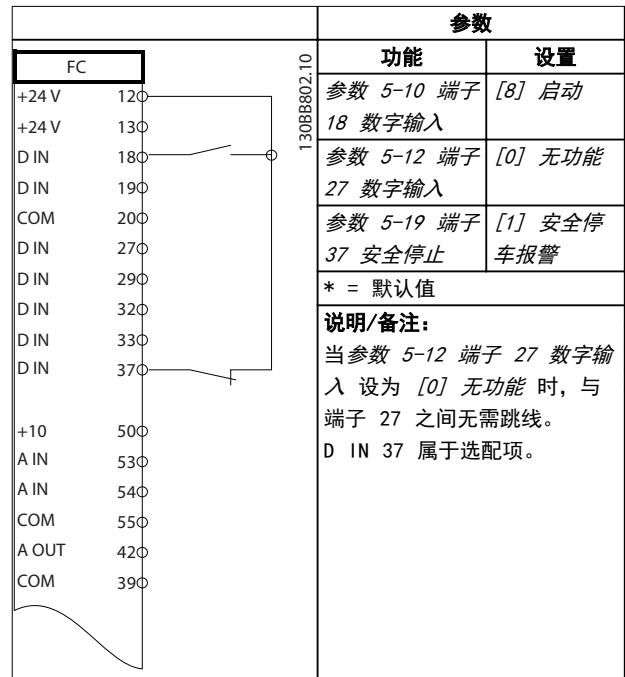 FC
+24 V 12
+24 V 13
D IN 18
D IN 19
COM 20
D IN 27
D IN 29
D IN 32
D IN 33
D IN 37
+10 50
A IN 53
A IN 54
COM 55
A OUT 42
COM 39
130BB802.10
参数
功能 设置
参数 5-10 端子 [8] 启动
18 数字输入
参数 5-12 端子 [0] 无功能
27 数字输入
参数 5-19 端子 [1] 安全停
37 安全停止 车报警
* = 默认值
说明/备注:
当参数 5-12 端子 27 数字输
入 设为 [0] 无功能 时, 与
端子 27 之间无需跳线。
D IN 37 属于选配项。